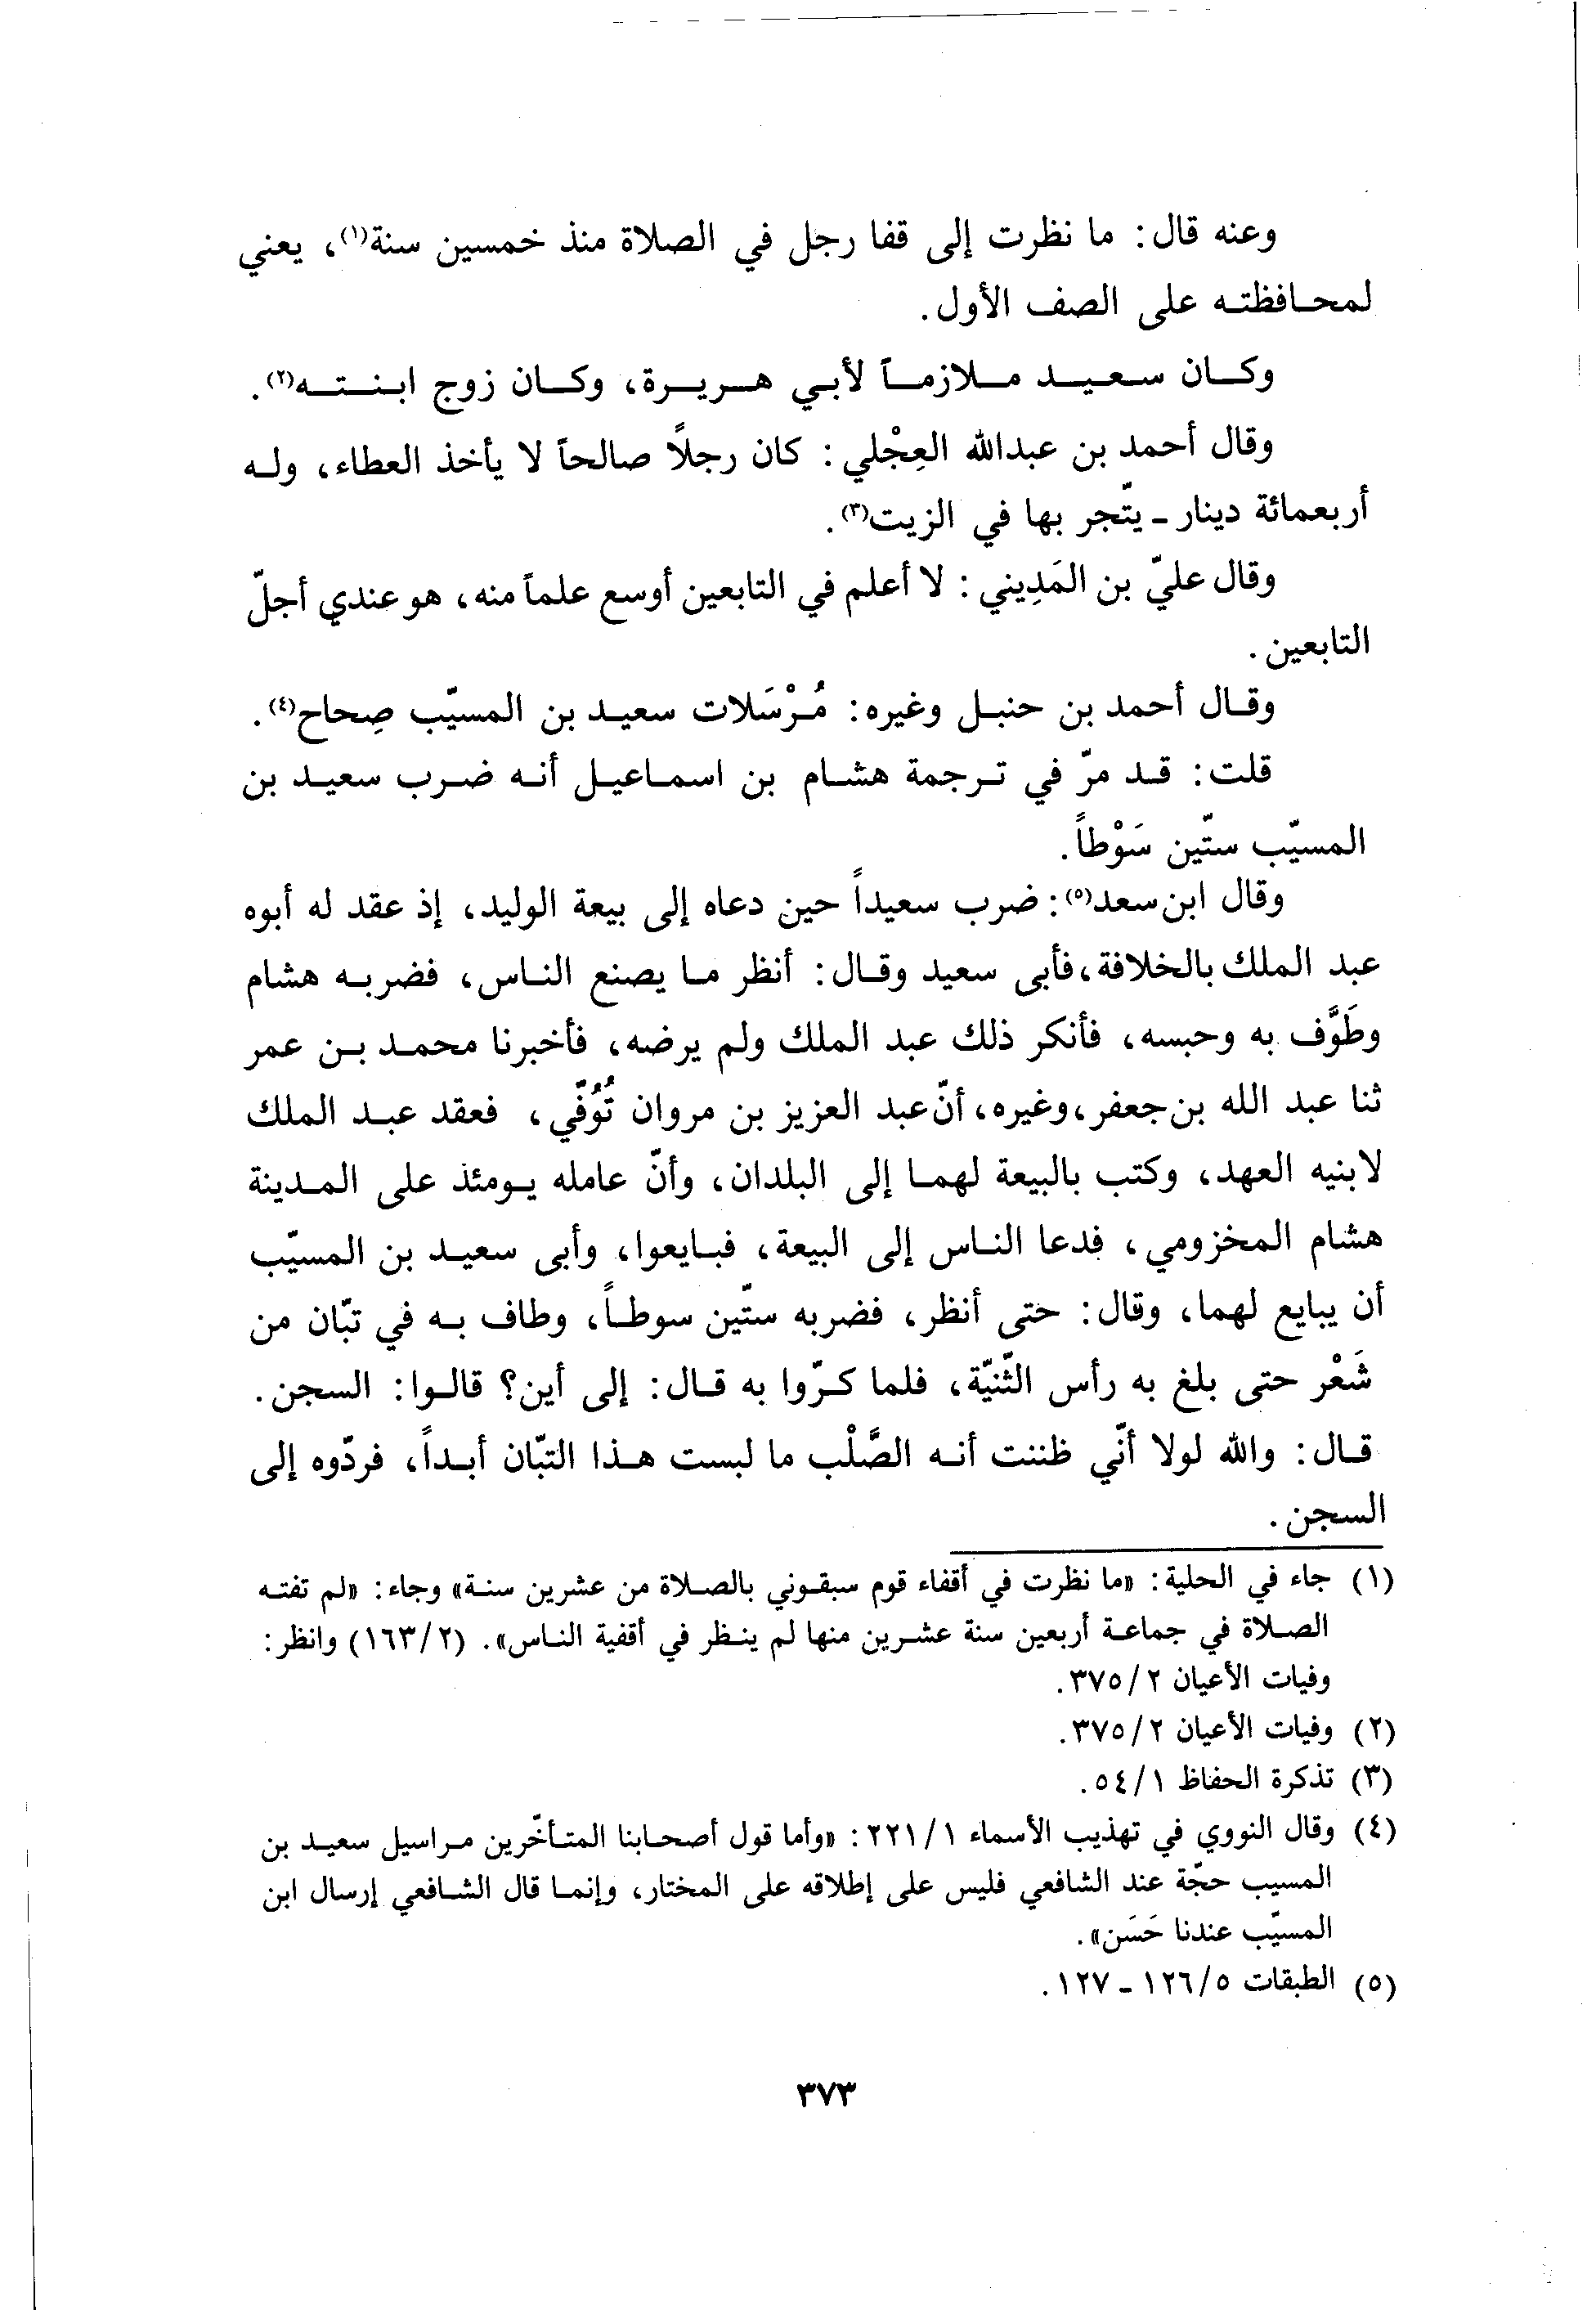 وعنه قال: ما نظرت إلى قفا رجل في الصلاة منذ خمسين سنة(١)، يعني
لمحافظته على الصف الأول.
وكان سعيد ملازماً لأبي هريرة، وكان زوج ابنته(٢).
وقال أحمد بن عبدالله العِجْلي: كان رجلاً صالحاً لا يأخذ العطاء، وله
أربعمائة دينار ـ يتّجر بها في الزيت(٣).
وقال عليّ بن المَدِيني: لا أعلم في التابعين أوسع علماً منه، هو عندي أجلّ
التابعين.
وقال أحمد بن حنبل وغيره: مُرْسَلات سعيد بن المسيّب صِحاح(٤).
قلت: قد مرّ في ترجمة هشام بن اسماعيل أنه ضرب سعيد بن
المسيّب ستّين سَوْطاً.
وقال ابن سعد(٥): ضرب سعيداً حين دعاه إلى بيعة الوليد، إذ عقد له أبوه
عبد الملك بالخلافة، فأبى سعيد وقال: أنظر ما يصنع الناس، فضربه هشام
وطَوَّف به وحبسه، فأنكر ذلك عبد الملك ولم يرضه، فأخبرنا محمد بن عمر
ثنا عبد الله بن جعفر، وغيره، أنّ عبد العزيز بن مروان تُوُفّي، فعقد عبد الملك
لابنيه العهد، وكتب بالبيعة لهما إلى البلدان، وأنّ عامله يومئذ على المدينة
هشام المخزومي، فدعا الناس إلى البيعة، فبايعوا، وأبى سعيد بن المسيّب
أن يبايع لهما، وقال: حتى أنظر، فضربه ستّين سوطاً، وطاف به في تبّان من
شَعْر حتى بلغ به رأس الثّنيّة، فلما كرّوا به قال: إلى أين؟ قالوا: السجن.
قال: والله لولا أنّي ظننت أنه الصَّلْب ما لبست هذا التبّان أبداً، فردّوه إلى
السجن.
(١) جاء في الحلية: «ما نظرت في أقفاء قوم سبقوني بالصلاة من عشرين سنة» وجاء: «لم تفته
الصلاة في جماعة أربعين سنة عشرين منها لم ينظر في أقفية الناس». (٢/١٦٣) وانظر:
وفيات الأعيان ٢/٣٧٥.
(٢) وفيات الأعيان ٢/٣٧٥.
(٣) تذكرة الحفاظ ١/٥٤.
(٤) وقال النووي في تهذيب الأسماء ١/٢٢١: «وأما قول أصحابنا المتأخّرين مراسيل سعيد بن
المسيب حجّة عند الشافعي فليس على إطلاقه على المختار، وإنما قال الشافعي إرسال ابن
المسيّب عندنا حَسَن».
(٥) الطبقات ٥/١٢٦ ـ ١٢٧.
٣٧٣